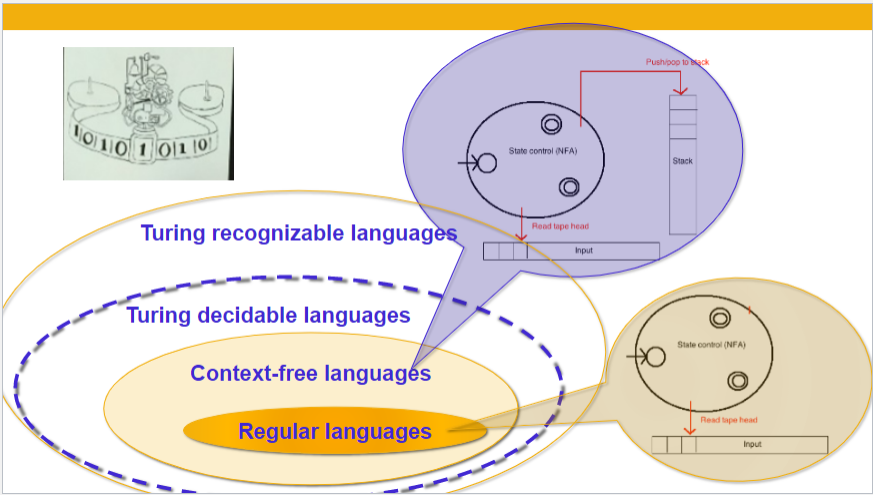 Push/pop to stack
State control (NFA)
Stack
Read tape head
Input
1 0 1 0 1 0 1 0
Turing recognizable languages
Turing decidable languages
Context-free languages
Regular languages
State control (NFA)
Read tape head
Input